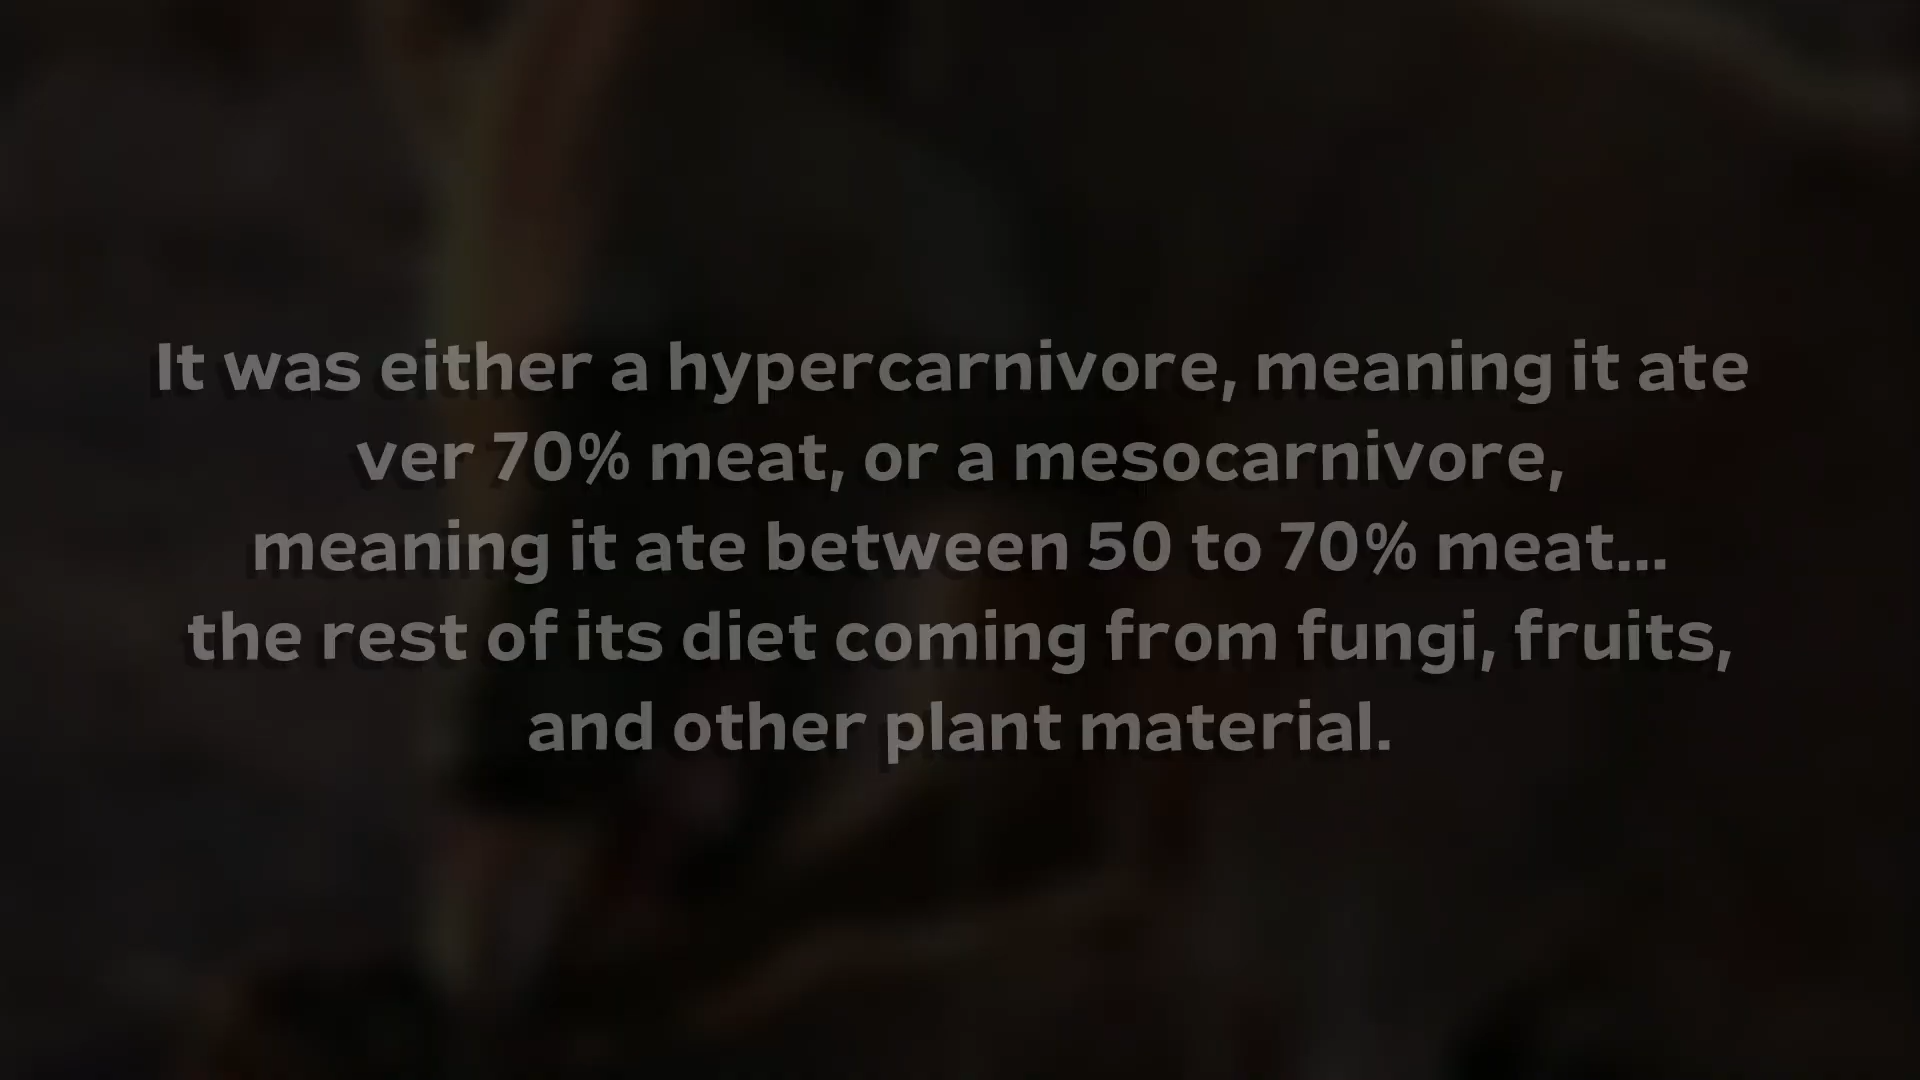 It was either a hypercarnivore, meaning it ate
ver 70% meat, or a mesocarnivore,
meaning it ate between 50 to 70% meat...
the rest of its diet coming from fungi, fruits,
and other plant material.